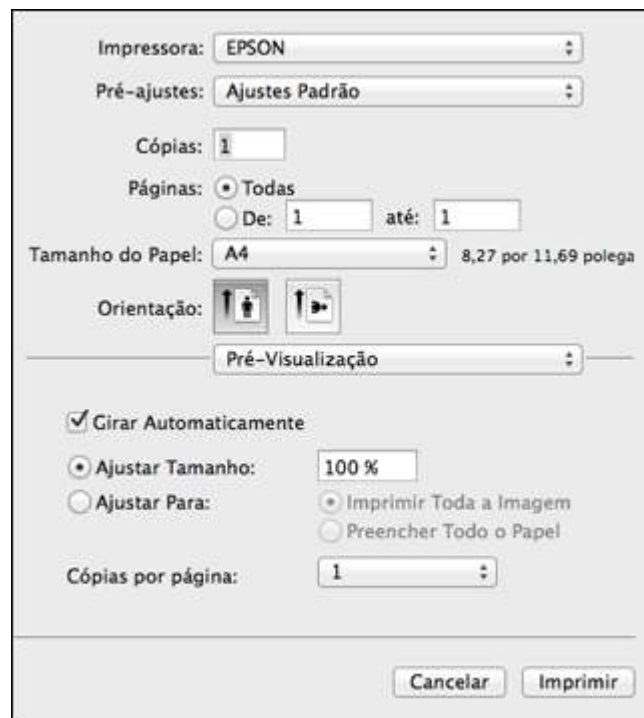 Impressora: EPSON
Pré-ajustes: Ajustes Padrão
Cópias: 1
Páginas: Todas
De: 1 até: 1
Tamanho do Papel: A4 8,27 por 11,69 polega
Orientação:
Pré-Visualização
Girar Automaticamente
Ajustar Tamanho: 100 %
Ajustar Para: Imprimir Toda a Imagem
Preencher Todo o Papel
Cópias por página: 1
Cancelar Imprimir